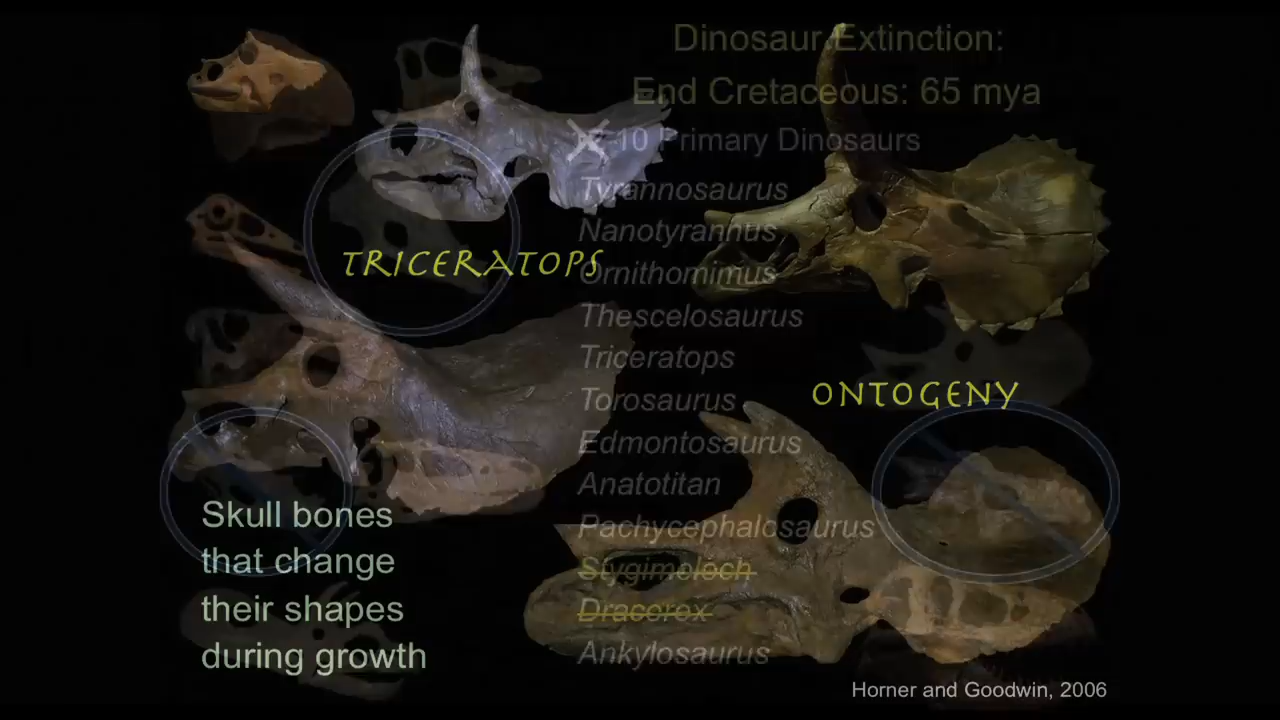 Dinosaur Extinction:
End Cretaceous: 65 mya
10 Primary Dinosaurs
Tyrannosaurus
Nanotyrannus
Ornithomimus
Thescelosaurus
Triceratops
Torosaurus
Edmontosaurus
Anatotitan
Pachycephalosaurus
Stygimoloch
Dracorex
Ankylosaurus
TRICERATOPS
ONTOGENY
Skull bones
that change
their shapes
during growth
Horner and Goodwin, 2006